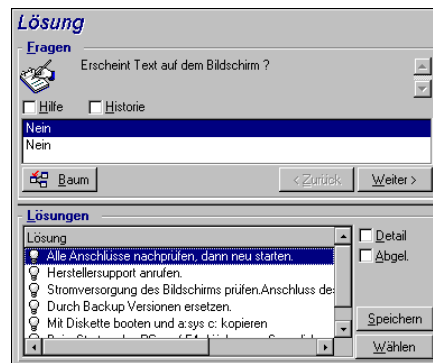 Lösung
Fragen
Erscheint Text auf dem Bildschirm ?
Hilfe Historie
Nein
Nein
Baum < Zurück Weiter >
Lösungen
Lösung
Detail
Abgel.
Alle Anschlüsse nachprüfen, dann neu starten.
Herstellersupport anrufen.
Stromversorgung des Bildschirms prüfen.Anschluss des
Durch Backup Versionen ersetzen.
Mit Diskette booten und a:sys c: kopieren
Speichern
Wählen